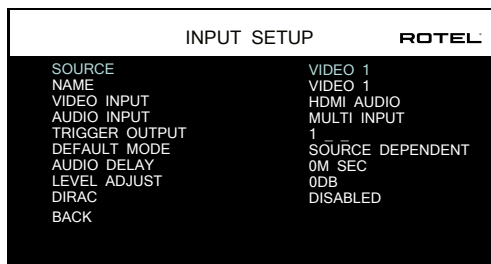 INPUT SETUP ROTEL
SOURCE VIDEO 1
NAME VIDEO 1
VIDEO INPUT HDMI AUDIO
AUDIO INPUT MULTI INPUT
TRIGGER OUTPUT 1 _ _
DEFAULT MODE SOURCE DEPENDENT
AUDIO DELAY 0M SEC
LEVEL ADJUST 0DB
DIRAC DISABLED
BACK